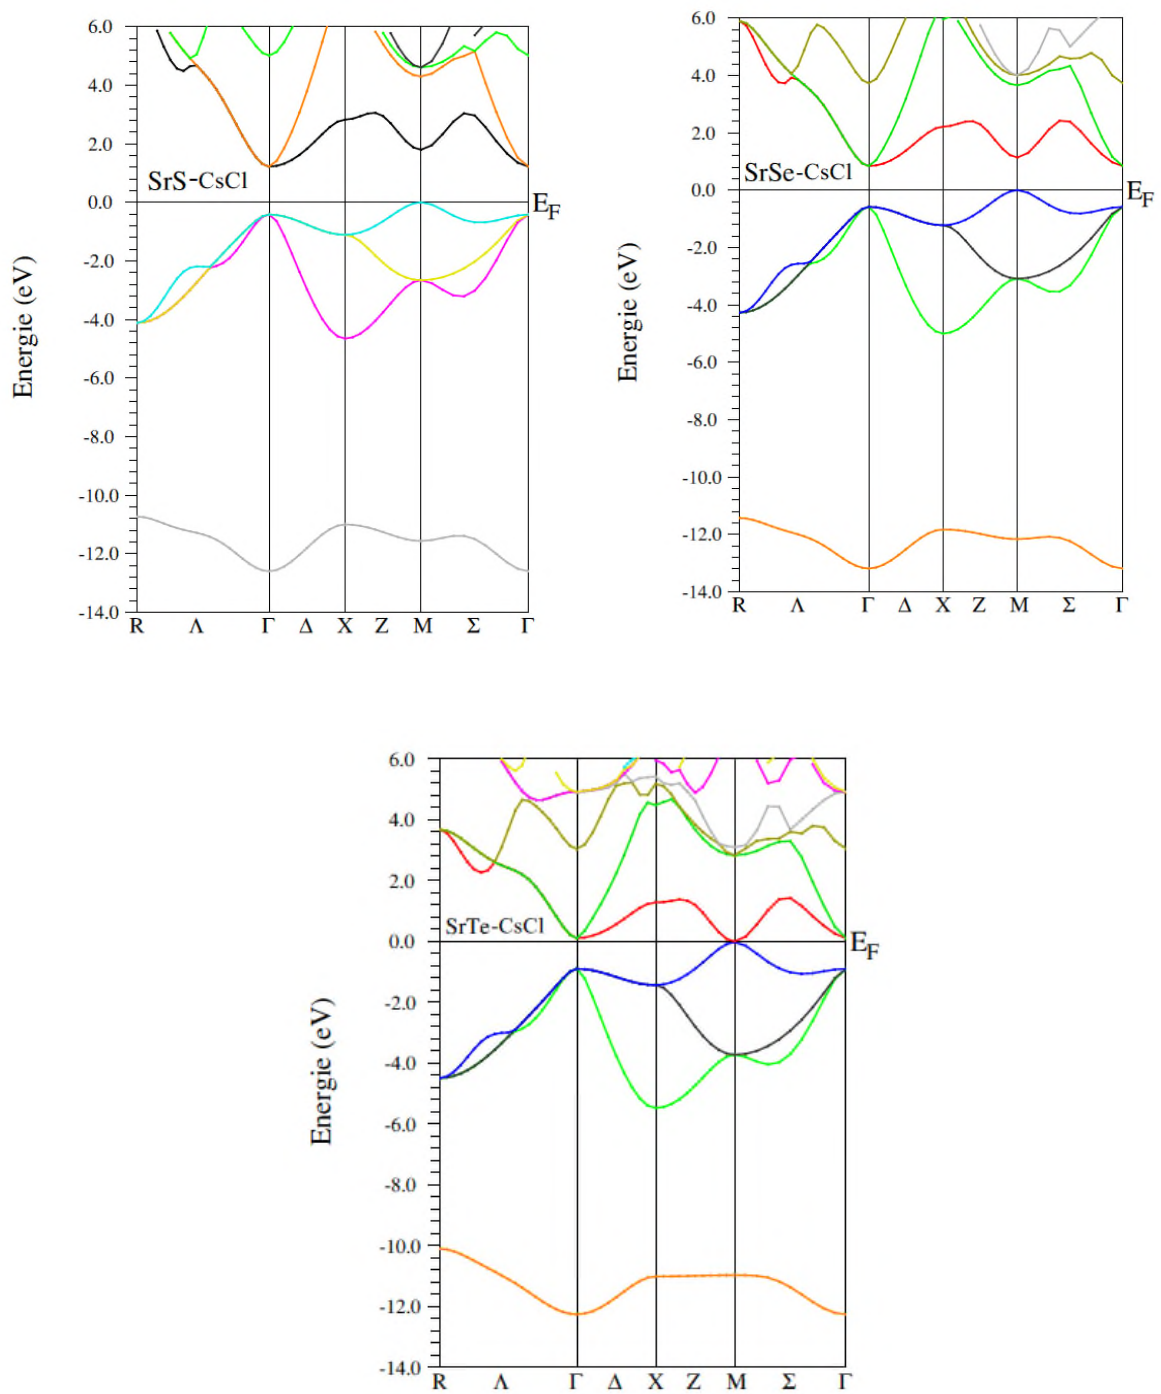 6.0
4.0
2.0
0.0
-2.0
-4.0
-6.0
-8.0
-10.0
-12.0
-14.0
Energie (eV)
SrS-CsCl
E_F
R Λ Γ Δ X Z M Σ Γ
6.0
4.0
2.0
0.0
-2.0
-4.0
-6.0
-8.0
-10.0
-12.0
-14.0
Energie (eV)
SrSe-CsCl
E_F
R Λ Γ Δ X Z M Σ Γ
6.0
4.0
2.0
0.0
-2.0
-4.0
-6.0
-8.0
-10.0
-12.0
-14.0
Energie (eV)
SrTe-CsCl
E_F
R Λ Γ Δ X Z M Σ Γ